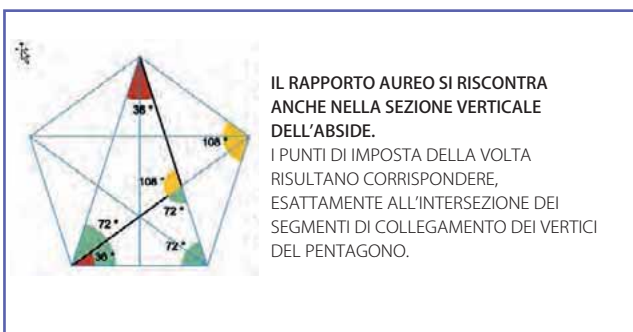 36°
108°
108°
72°
72°
72°
36°
IL RAPPORTO AUREO SI RISCONTRA
ANCHE NELLA SEZIONE VERTICALE
DELL'ABSIDE.
I PUNTI DI IMPOSTA DELLA VOLTA
RISULTANO CORRISPONDERE,
ESATTAMENTE ALL'INTERSEZIONE DEI
SEGMENTI DI COLLEGAMENTO DEI VERTICI
DEL PENTAGONO.